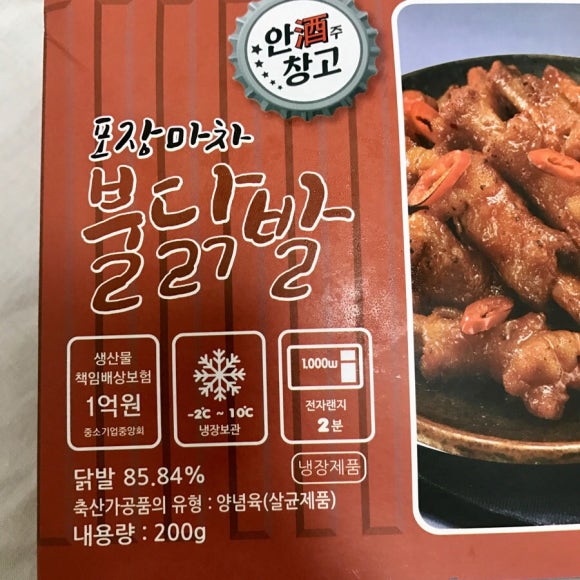 안酒주
창고
포장마차
불닭발
생산물
책임배상보험
1억원
중소기업중앙회
-2℃ ~ 10℃
냉장보관
1.000w
전자랜지
2분
냉장제품
닭발 85.84%
축산가공품의 유형 : 양념육(살균제품)
내용량 : 200g